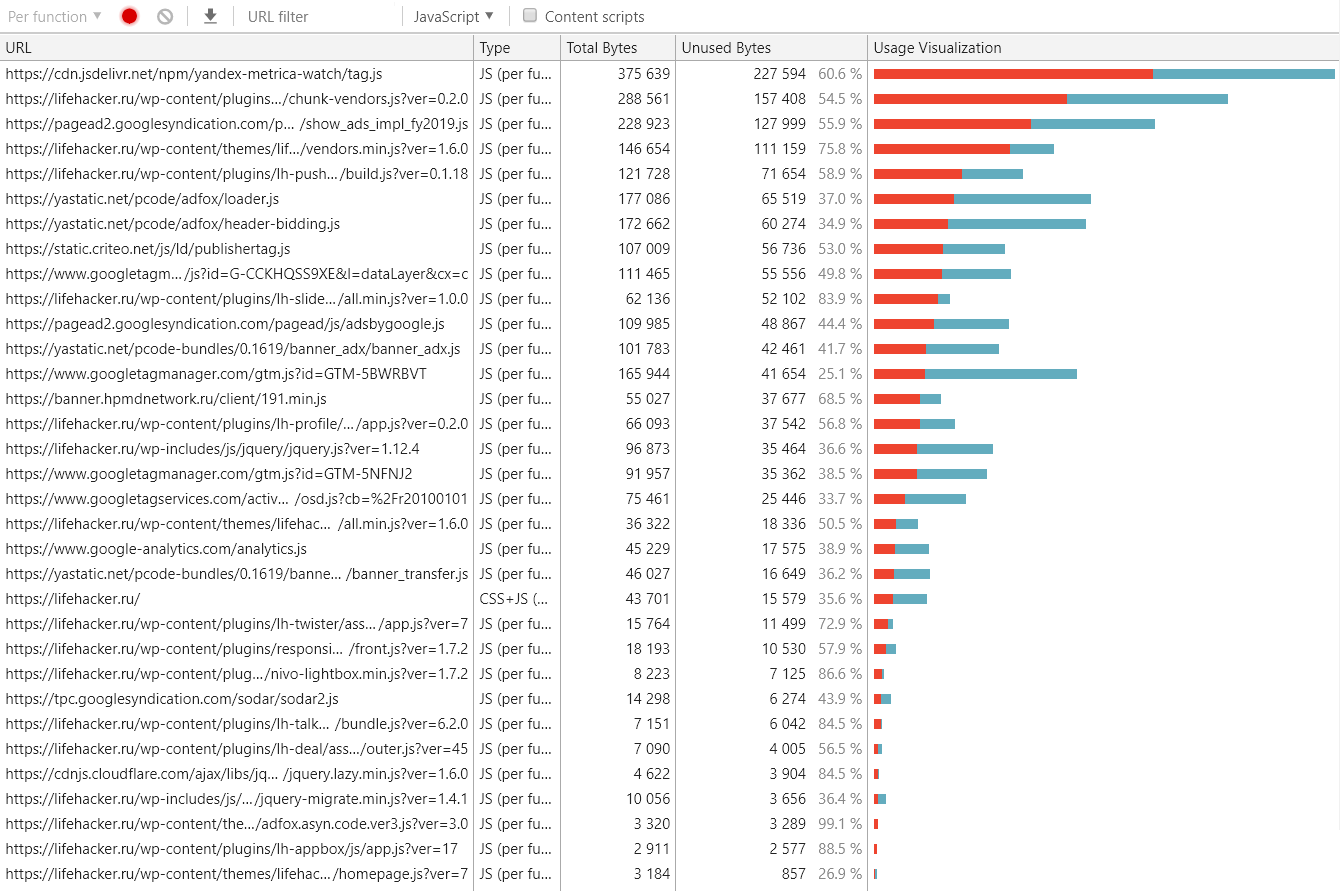 Per function ▼ URL filter JavaScript ▼ Content scripts
URL Type Total Bytes Unused Bytes Usage Visualization
https://cdn.jsdelivr.net/npm/yandex-metrica-watch/tag.js JS (per fu... 375 639 227 594 60.6 %
https://lifehacker.ru/wp-content/plugins.../chunk-vendors.js?ver=0.2.0 JS (per fu... 288 561 157 408 54.5 %
https://pagead2.googlesyndication.com/p... /show_ads_impl_fy2019.js JS (per fu... 228 923 127 999 55.9 %
https://lifehacker.ru/wp-content/themes/lif.../vendors.min.js?ver=1.6.0 JS (per fu... 146 654 111 159 75.8 %
https://lifehacker.ru/wp-content/plugins/lh-push.../build.js?ver=0.1.18 JS (per fu... 121 728 71 654 58.9 %
https://yastatic.net/pcode/adfox/loader.js JS (per fu... 177 086 65 519 37.0 %
https://yastatic.net/pcode/adfox/header-bidding.js JS (per fu... 172 662 60 274 34.9 %
https://static.criteo.net/js/ld/publishertag.js JS (per fu... 107 009 56 736 53.0 %
https://www.googletagm.../js?id=G-CCKHQSS9XE&l=dataLayer&cx=c JS (per fu... 111 465 55 556 49.8 %
https://lifehacker.ru/wp-content/plugins/lh-slide.../all.min.js?ver=1.0.0 JS (per fu... 62 136 52 102 83.9 %
https://pagead2.googlesyndication.com/pagead/js/adsbygoogle.js JS (per fu... 109 985 48 867 44.4 %
https://yastatic.net/pcode-bundles/0.1619/banner_adx/banner_adx.js JS (per fu... 101 783 42 461 41.7 %
https://www.googletagmanager.com/gtm.js?id=GTM-5BWRBVT JS (per fu... 165 944 41 654 25.1 %
https://banner.hpmdnetwork.ru/client/191.min.js JS (per fu... 55 027 37 677 68.5 %
https://lifehacker.ru/wp-content/plugins/lh-profile/.../app.js?ver=0.2.0 JS (per fu... 66 093 37 542 56.8 %
https://lifehacker.ru/wp-includes/js/jquery/jquery.js?ver=1.12.4 JS (per fu... 96 873 35 464 36.6 %
https://www.googletagmanager.com/gtm.js?id=GTM-5NFNJ2 JS (per fu... 91 957 35 362 38.5 %
https://www.googletagservices.com/activ... /osd.js?cb=%2Fr20100101 JS (per fu... 75 461 25 446 33.7 %
https://lifehacker.ru/wp-content/themes/lifehac... /all.min.js?ver=1.6.0 JS (per fu... 36 322 18 336 50.5 %
https://www.google-analytics.com/analytics.js JS (per fu... 45 229 17 575 38.9 %
https://yastatic.net/pcode-bundles/0.1619/banne... /banner_transfer.js JS (per fu... 46 027 16 649 36.2 %
https://lifehacker.ru/ CSS+JS (... 43 701 15 579 35.6 %
https://lifehacker.ru/wp-content/plugins/lh-twister/ass.../app.js?ver=7 JS (per fu... 15 764 11 499 72.9 %
https://lifehacker.ru/wp-content/plugins/responsi... /front.js?ver=1.7.2 JS (per fu... 18 193 10 530 57.9 %
https://lifehacker.ru/wp-content/plug.../nivo-lightbox.min.js?ver=1.7.2 JS (per fu... 8 223 7 125 86.6 %
https://tpc.googlesyndication.com/sodar/sodar2.js JS (per fu... 14 298 6 274 43.9 %
https://lifehacker.ru/wp-content/plugins/lh-talk... /bundle.js?ver=6.2.0 JS (per fu... 7 151 6 042 84.5 %
https://lifehacker.ru/wp-content/plugins/lh-deal/ass.../outer.js?ver=45 JS (per fu... 7 090 4 005 56.5 %
https://cdnjs.cloudflare.com/ajax/libs/jq... /jquery.lazy.min.js?ver=1.6.0 JS (per fu... 4 622 3 904 84.5 %
https://lifehacker.ru/wp-includes/js/.../jquery-migrate.min.js?ver=1.4.1 JS (per fu... 10 056 3 656 36.4 %
https://lifehacker.ru/wp-content/the.../adfox.asyn.code.ver3.js?ver=3.0 JS (per fu... 3 320 3 289 99.1 %
https://lifehacker.ru/wp-content/plugins/lh-appbox/js/app.js?ver=17 JS (per fu... 2 911 2 577 88.5 %
https://lifehacker.ru/wp-content/themes/lifehac.../homepage.js?ver=7 JS (per fu... 3 184 857 26.9 %